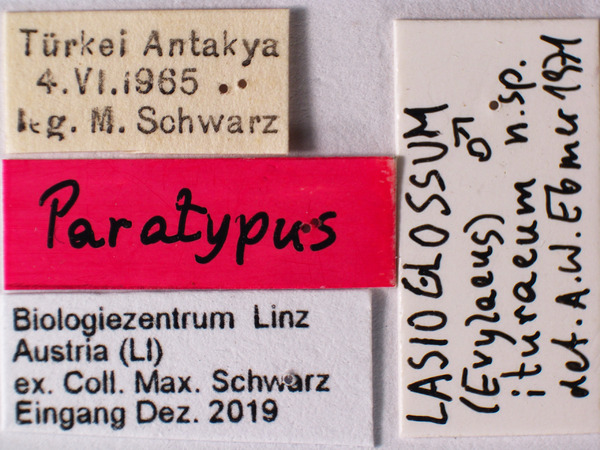 Türkei Antakya
4.VI.1965
leg. M. Schwarz
Paratypus
Biologiezentrum Linz
Austria (LI)
ex. Coll. Max. Schwarz
Eingang Dez. 2019
LASIOGLOSSUM
(Evylaeus) ♂
ituraeum n.sp.
det. A.W. Ebmer 1971